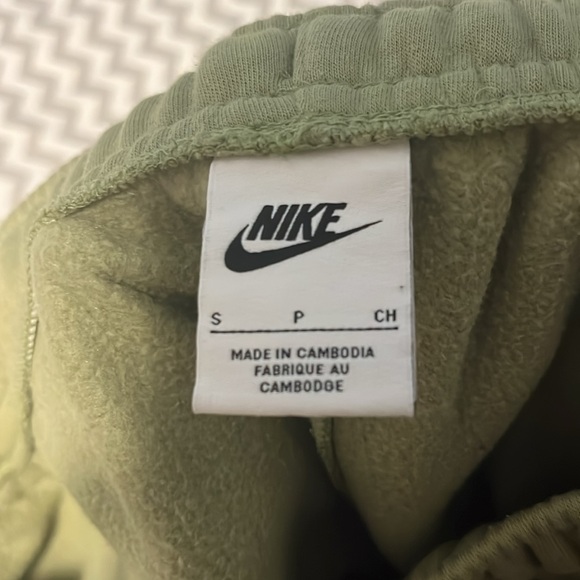 NIKE
S P CH
MADE IN CAMBODIA
FABRIQUE AU
CAMBODGE